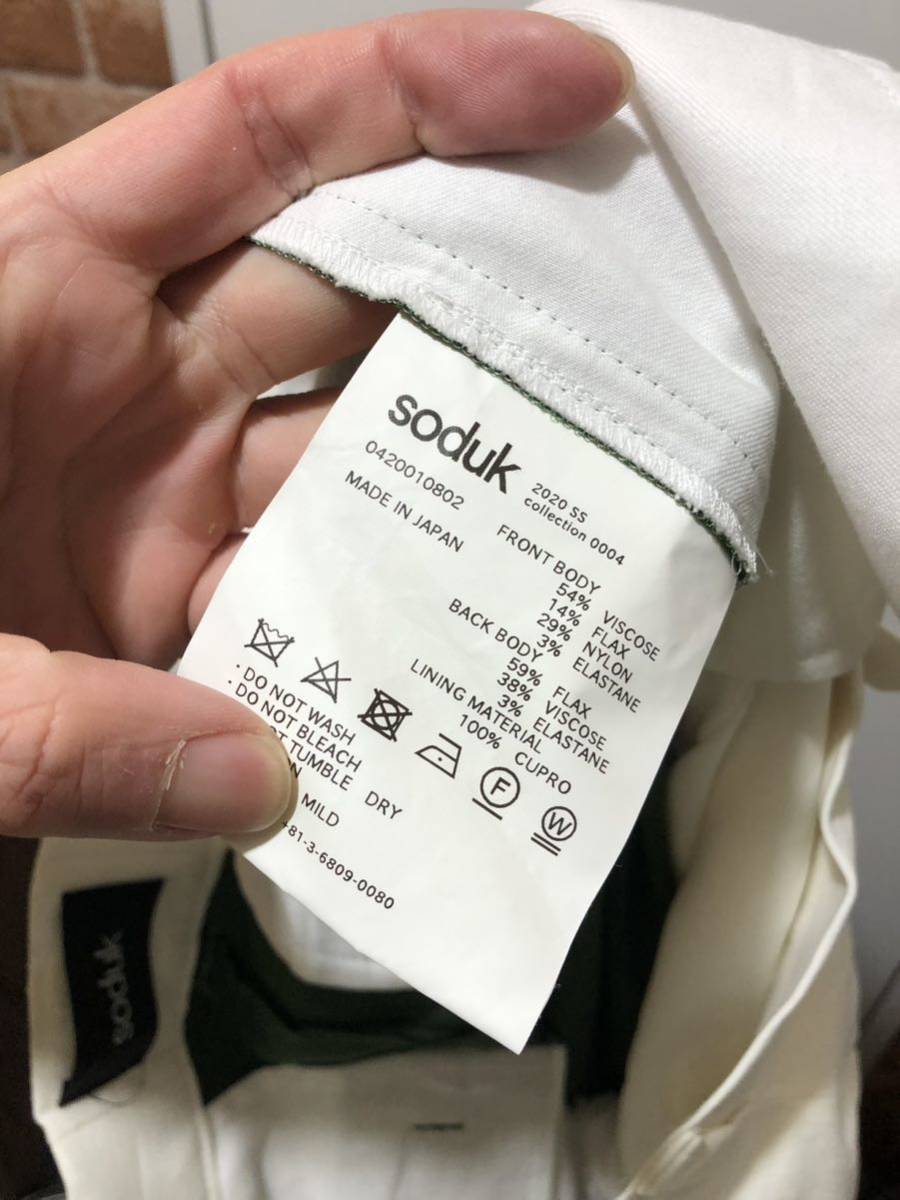 soduk
2020 SS
collection 0004
0420010802
MADE IN JAPAN
FRONT BODY
54% VISCOSE
14% FLAX
29% NYLON
3% ELASTANE
BACK BODY
59% FLAX
38% VISCOSE
3% ELASTANE
LINING MATERIAL
100% CUPRO
F
W
· DO NOT WASH
· DO NOT BLEACH
TUMBLE DRY
MILD
+81-3-6809-0080
soduk